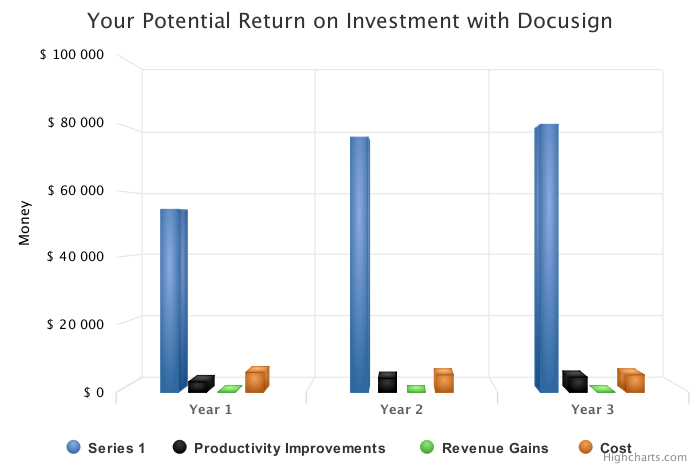 Your Potential Return on Investment with Docusign
$ 100 000
$ 80 000
$ 60 000
$ 40 000
$ 20 000
$ 0
Money
Year 1
Year 2
Year 3
Series 1
Productivity Improvements
Revenue Gains
Cost
Highcharts.com